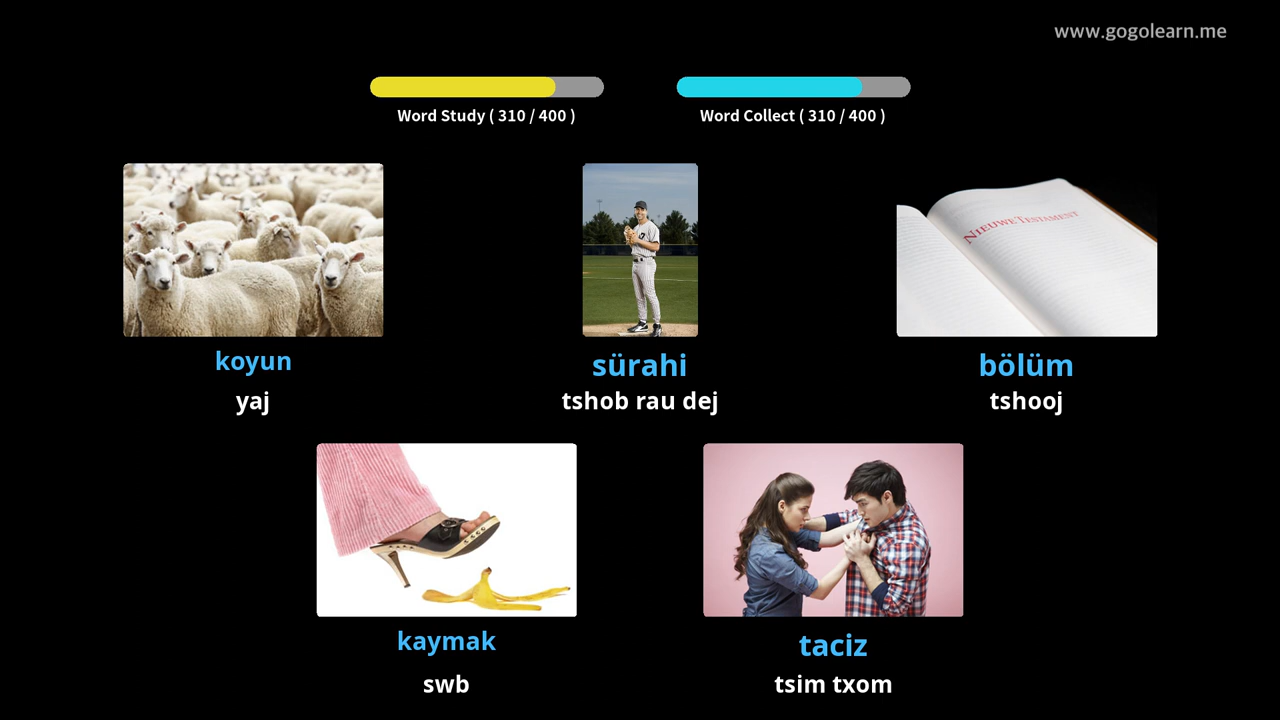 www.gogolearn.me
Word Study ( 310 / 400 )
Word Collect ( 310 / 400 )
NIEUWE TESTAMENT
koyun
yaj
sürahi
tshob rau dej
bölüm
tshooj
kaymak
swb
taciz
tsim txom